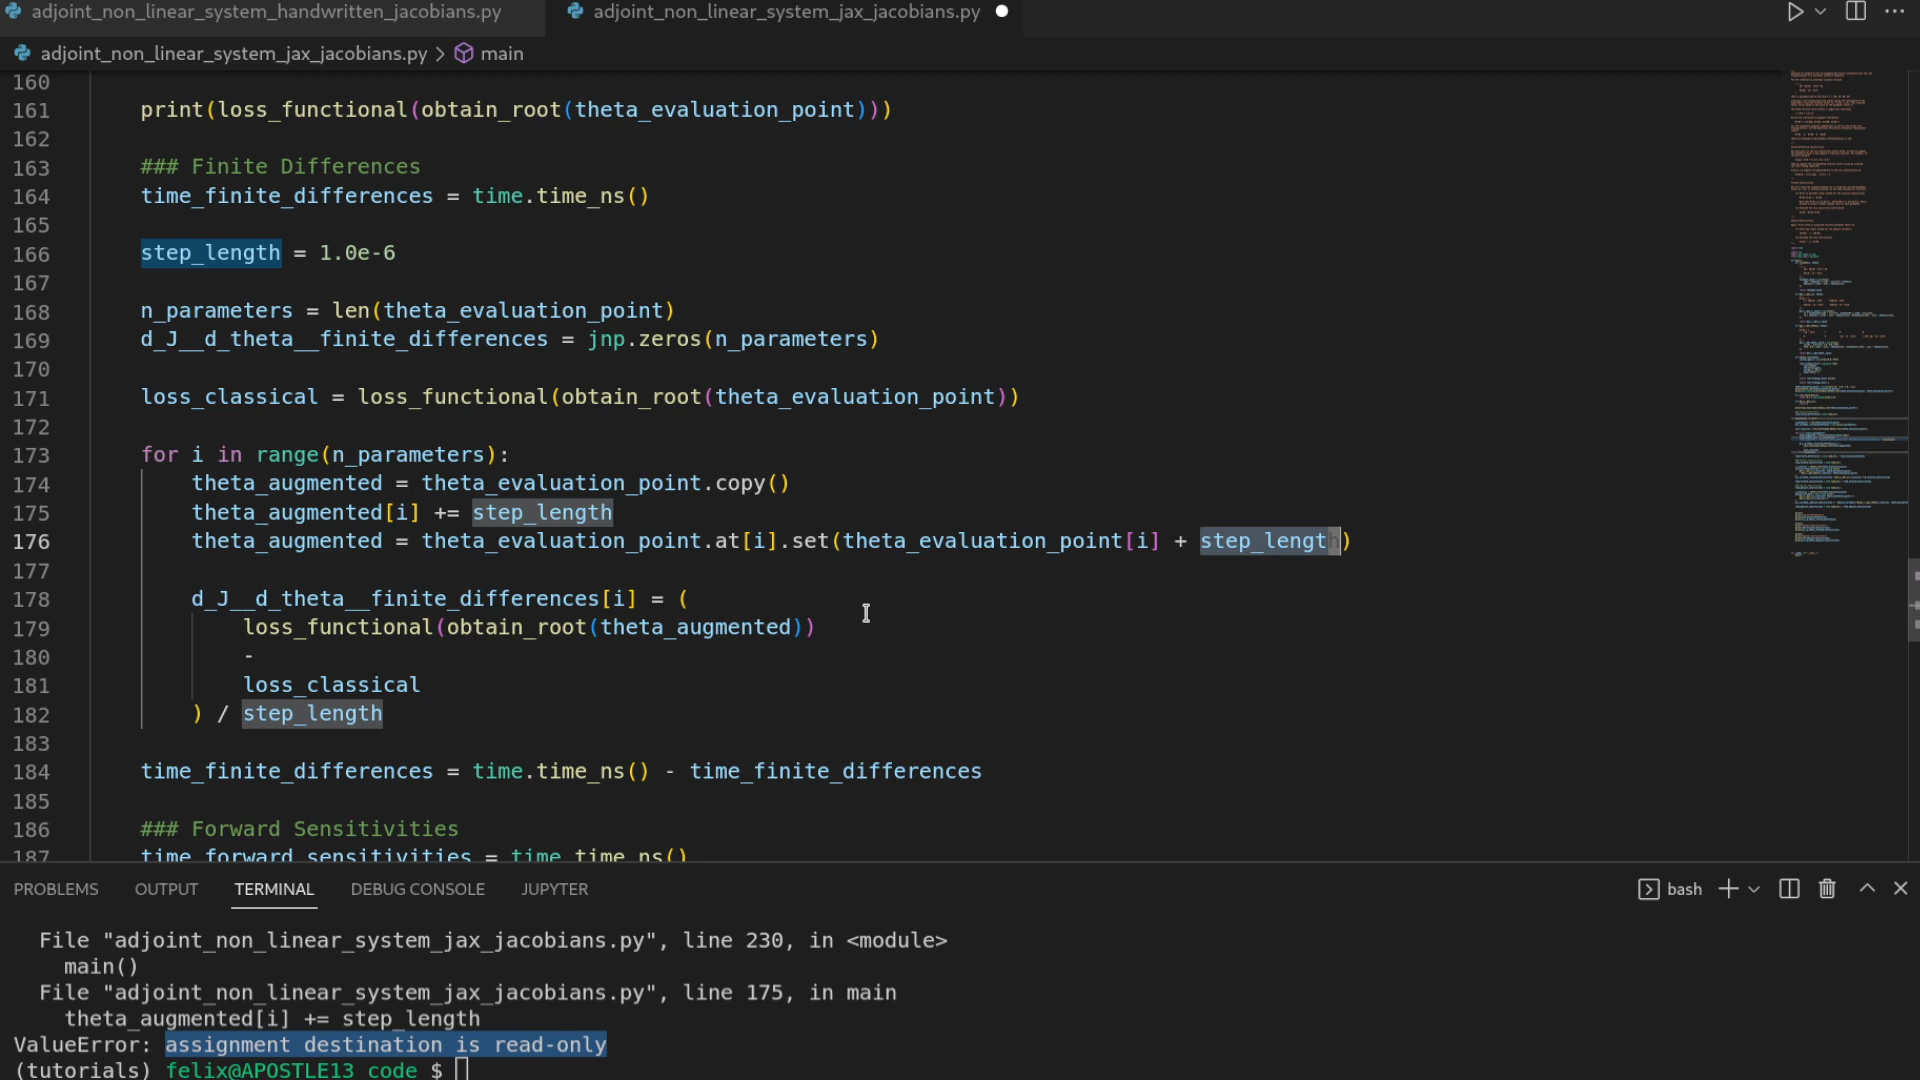 adjoint_non_linear_system_handwritten_jacobians.py
adjoint_non_linear_system_jax_jacobians.py
adjoint_non_linear_system_jax_jacobians.py > main
160
161 print(loss_functional(obtain_root(theta_evaluation_point)))
162
163 ### Finite Differences
164 time_finite_differences = time.time_ns()
165
166 step_length = 1.0e-6
167
168 n_parameters = len(theta_evaluation_point)
169 d_J__d_theta__finite_differences = jnp.zeros(n_parameters)
170
171 loss_classical = loss_functional(obtain_root(theta_evaluation_point))
172
173 for i in range(n_parameters):
174 theta_augmented = theta_evaluation_point.copy()
175 theta_augmented[i] += step_length
176 theta_augmented = theta_evaluation_point.at[i].set(theta_evaluation_point[i] + step_length)
177
178 d_J__d_theta__finite_differences[i] = (
179 loss_functional(obtain_root(theta_augmented))
180 -
181 loss_classical
182 ) / step_length
183
184 time_finite_differences = time.time_ns() - time_finite_differences
185
186 ### Forward Sensitivities
187 time_forward_sensitivities = time.time_ns()
PROBLEMS OUTPUT TERMINAL DEBUG CONSOLE JUPYTER bash
File "adjoint_non_linear_system_jax_jacobians.py", line 230, in <module>
main()
File "adjoint_non_linear_system_jax_jacobians.py", line 175, in main
theta_augmented[i] += step_length
ValueError: assignment destination is read-only
(tutorials) felix@APOSTLE13 code $